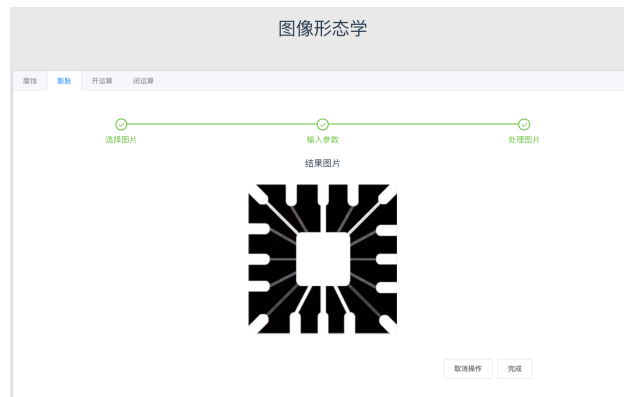 图像形态学
腐蚀 膨胀 开运算 闭运算
选择图片 输入参数 处理图片
结果图片
取消操作 完成